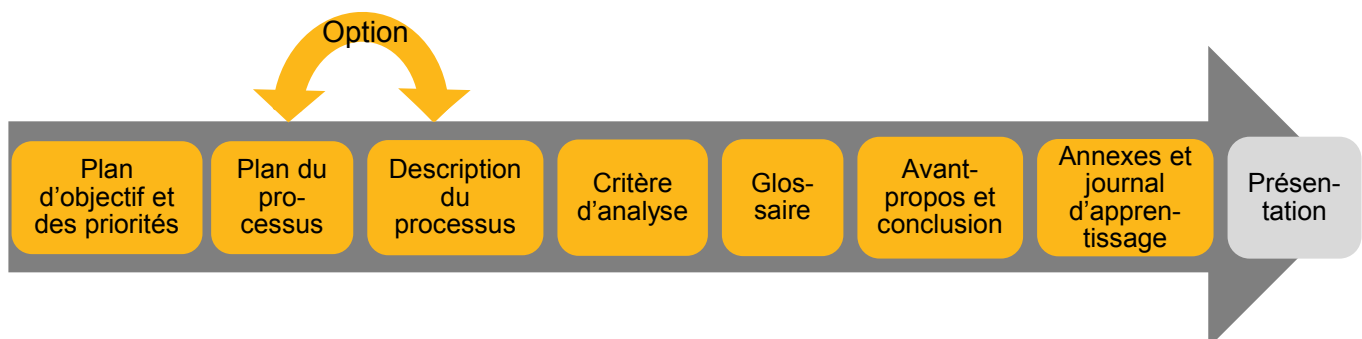 Option
Plan
d’objectif et
des priorités
Plan du
pro-
cessus
Description
du
processus
Critère
d’analyse
Glos-
saire
Avant-
propos et
conclusion
Annexes et
journal
d’appren-
tissage
Présen-
tation